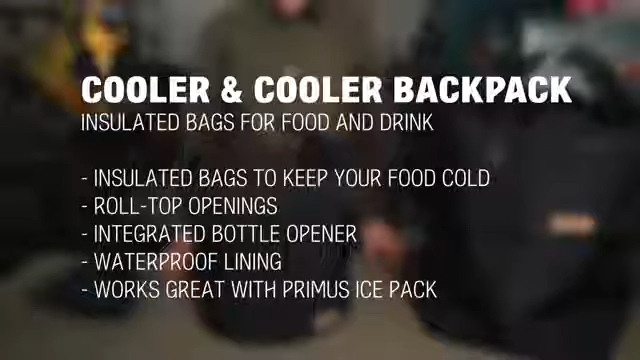 COOLER & COOLER BACKPACK
INSULATED BAGS FOR FOOD AND DRINK
- INSULATED BAGS TO KEEP YOUR FOOD COLD
- ROLL-TOP OPENINGS
- INTEGRATED BOTTLE OPENER
- WATERPROOF LINING
- WORKS GREAT WITH PRIMUS ICE PACK